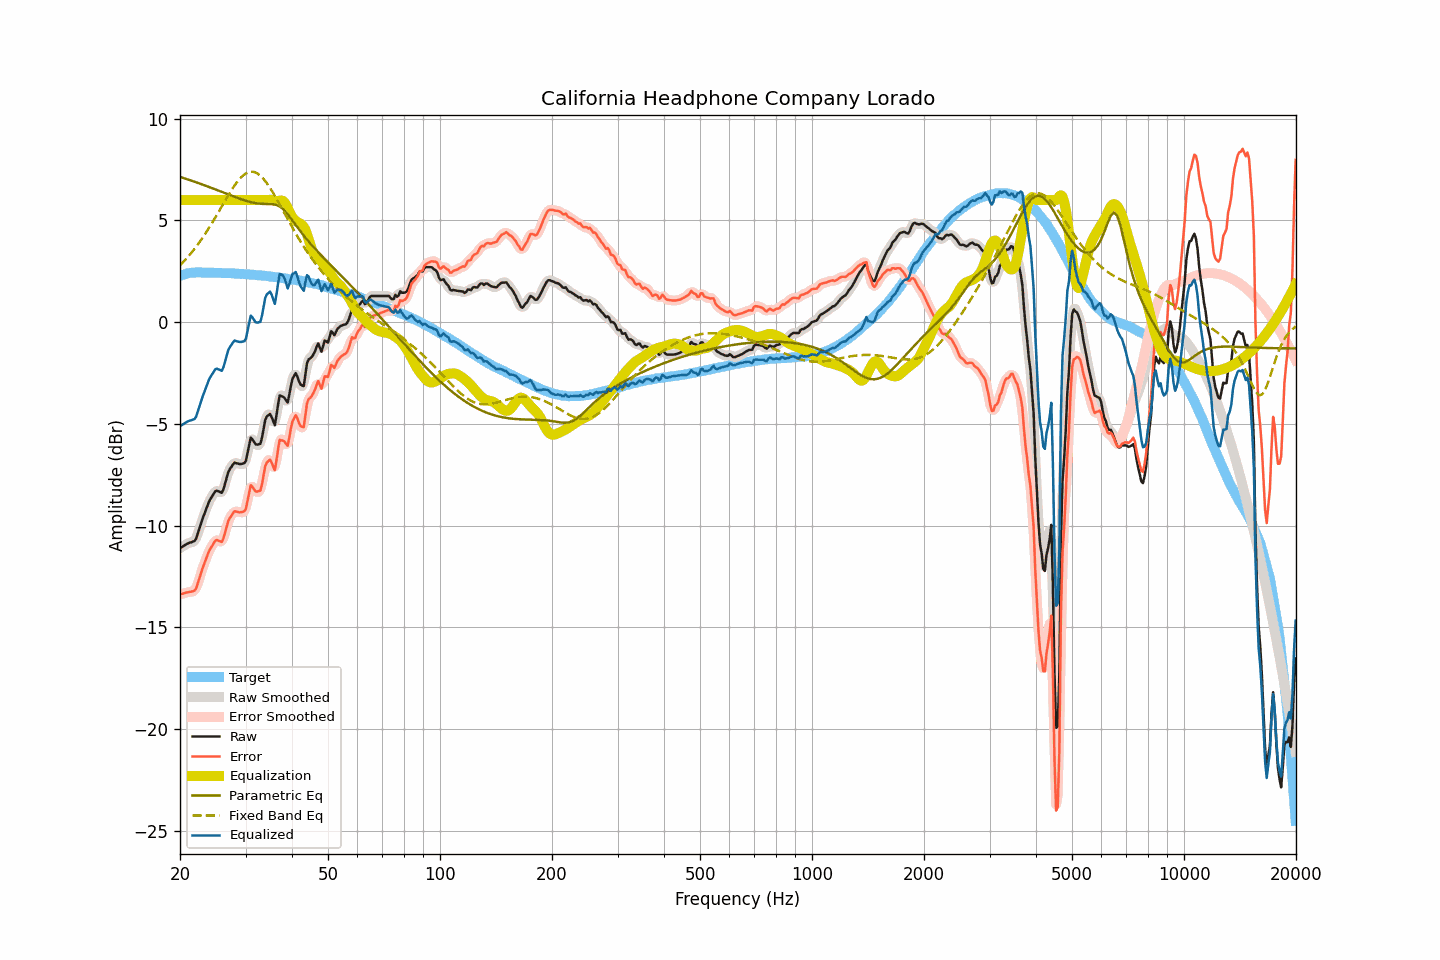 California Headphone Company Lorado
10
5
0
−5
−10
−15
−20
−25
Amplitude (dBr)
Target
Raw Smoothed
Error Smoothed
Raw
Error
Equalization
Parametric Eq
Fixed Band Eq
Equalized
20 50 100 200 500 1000 2000 5000 10000 20000
Frequency (Hz)